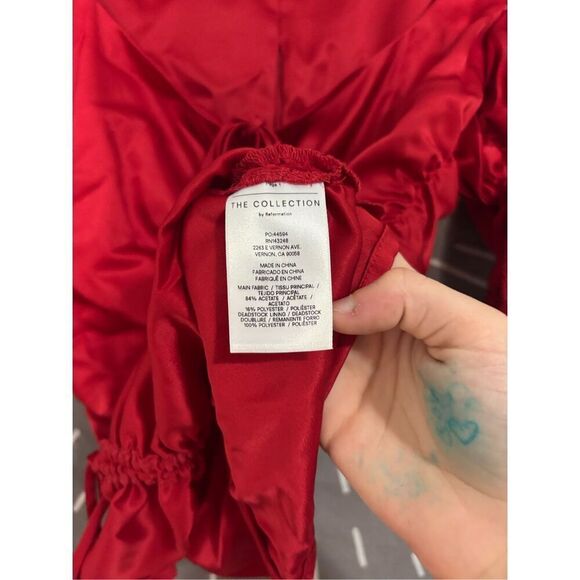 THE COLLECTION
by Reformation
PO:44594
RN143248
2263 E VERNON AVE.
VERNON, CA 90058
MADE IN CHINA
FABRICADO EN CHINA
FABRIQUÉ EN CHINE
MAIN FABRIC / TISSU PRINCIPAL /
TEJIDO PRINCIPAL
84% ACETATE / ACÉTATE /
ACETATO
16% POLYESTER / POLIÉSTER
DEADSTOCK LINING / DEADSTOCK
DOUBLURE / REMANENTE FORRO
100% POLYESTER / POLIÉSTER